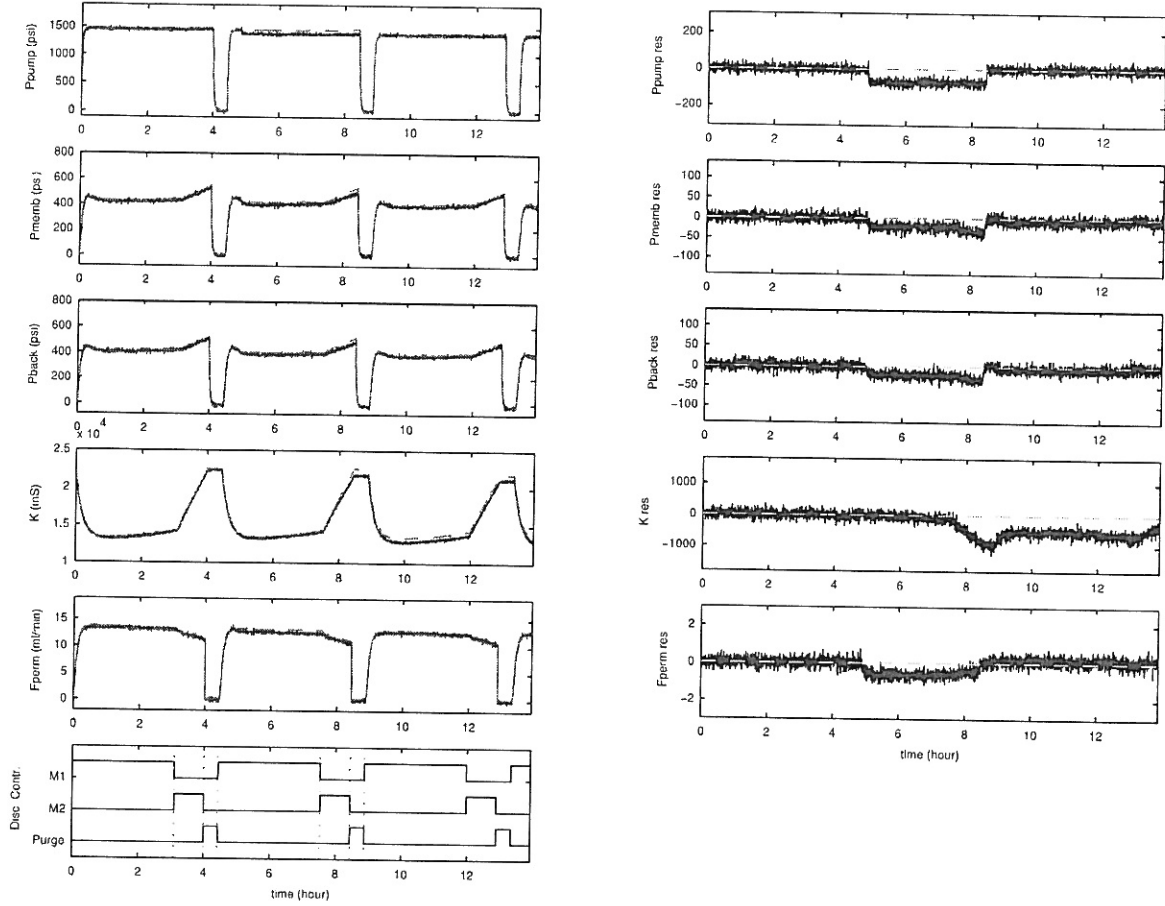 Ppump (psi)
1500
1000
500
0
0 2 4 6 8 10 12
Pmemb (ps )
800
600
400
200
0
0 2 4 6 8 10 12
Pback (psi)
800
600
400
200
0
0 2 4 6 8 10 12
x 10 4
K (mS)
2.5
2
1.5
1
0 2 4 6 8 10 12
Fperm (ml/min)
15
10
5
0
0 2 4 6 8 10 12
Disc Contr.
M1
M2
Purge
0 2 4 6 8 10 12
time (hour)
Ppump res
200
0
-200
0 2 4 6 8 10 12
Pmemb res
100
50
0
-50
-100
0 2 4 6 8 10 12
Pback res
100
50
0
-50
-100
0 2 4 6 8 10 12
K res
1000
0
-1000
0 2 4 6 8 10 12
Fperm res
2
0
-2
0 2 4 6 8 10 12
time (hour)